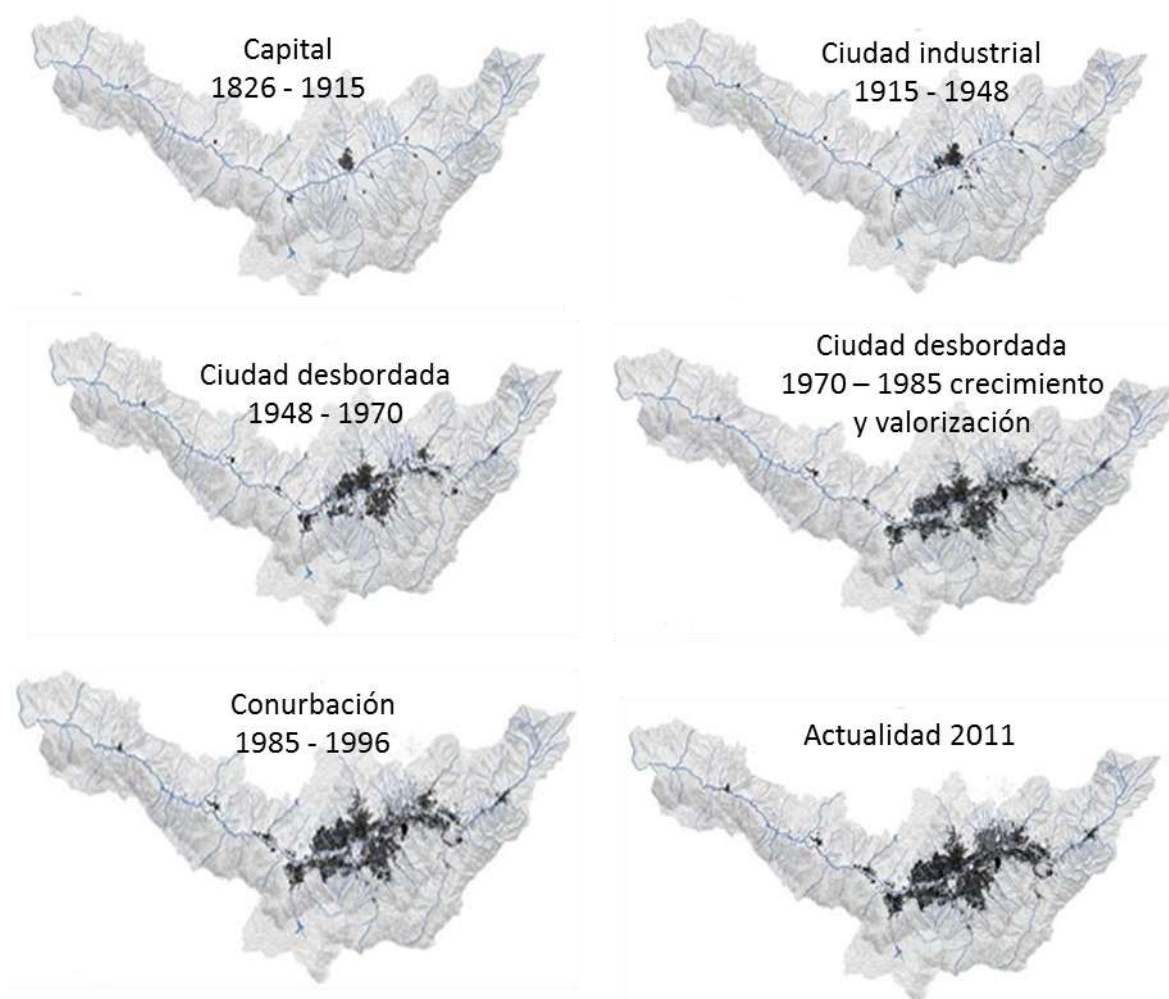 Capital
1826 - 1915
Ciudad industrial
1915 - 1948
Ciudad desbordada
1948 - 1970
Ciudad desbordada
1970 – 1985 crecimiento
y valorización
Conurbación
1985 - 1996
Actualidad 2011